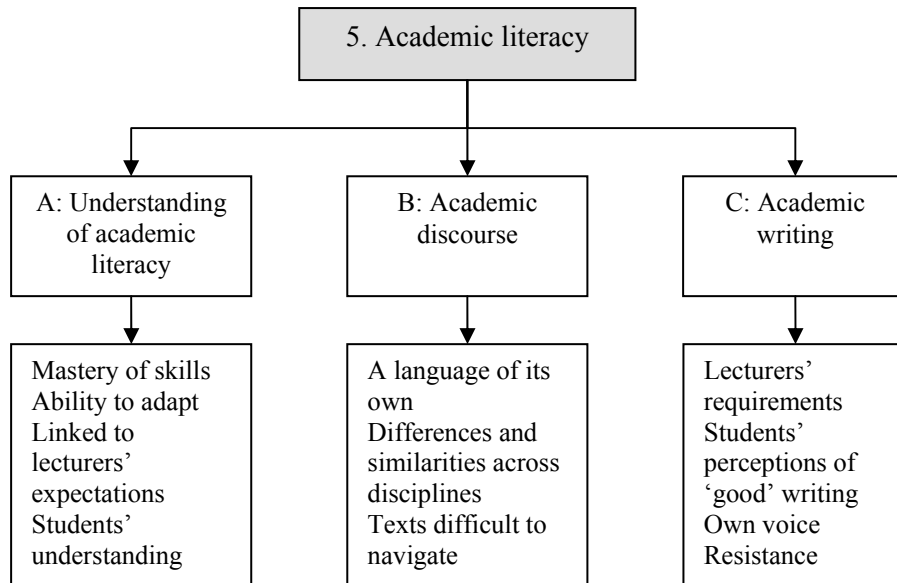 5. Academic literacy
A: Understanding
of academic
literacy
B: Academic
discourse
C: Academic
writing
Mastery of skills
Ability to adapt
Linked to
lecturers’
expectations
Students’
understanding
A language of its
own
Differences and
similarities across
disciplines
Texts difficult to
navigate
Lecturers’
requirements
Students’
perceptions of
‘good’ writing
Own voice
Resistance